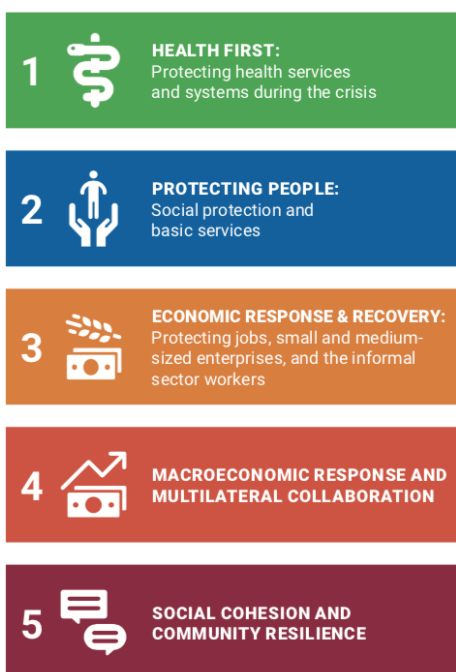 1
HEALTH FIRST:
Protecting health services
and systems during the crisis
2
PROTECTING PEOPLE:
Social protection and
basic services
3
ECONOMIC RESPONSE & RECOVERY:
Protecting jobs, small and medium-
sized enterprises, and the informal
sector workers
4
MACROECONOMIC RESPONSE AND
MULTILATERAL COLLABORATION
5
SOCIAL COHESION AND
COMMUNITY RESILIENCE